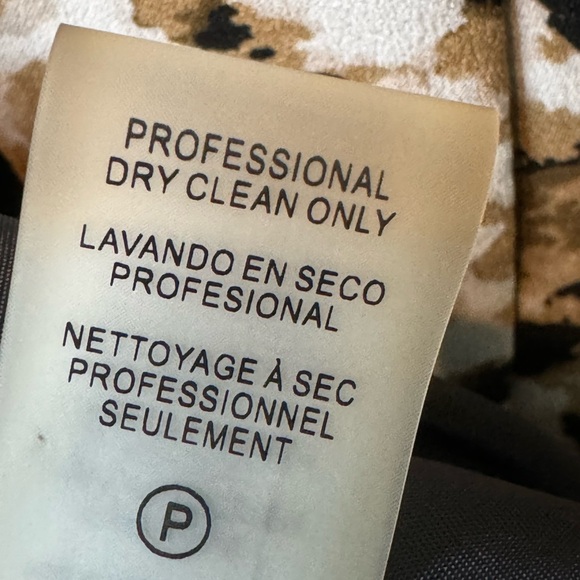 PROFESSIONAL
DRY CLEAN ONLY
LAVANDO EN SECO
PROFESIONAL
NETTOYAGE À SEC
PROFESSIONNEL
SEULEMENT
P